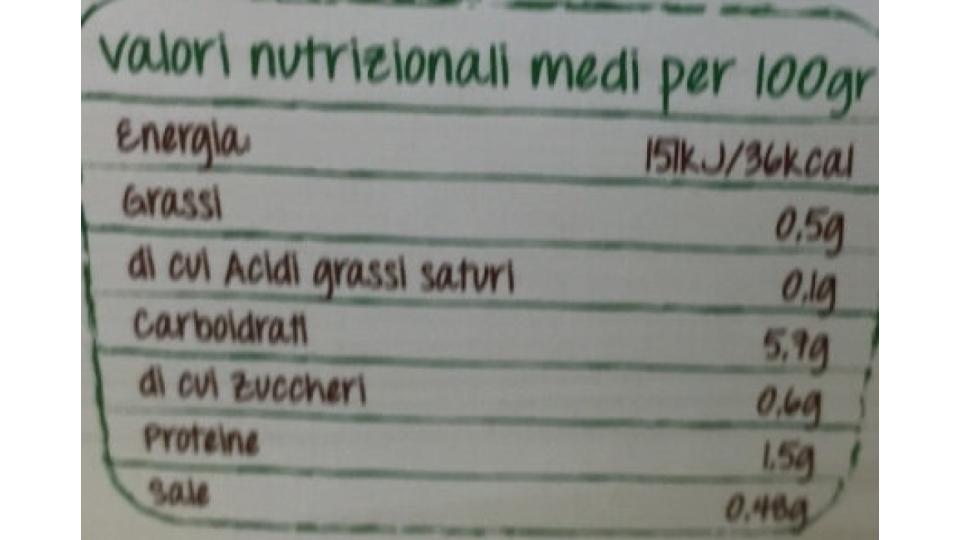 Valori nutrizionali medi per 100gr
Energia 151kJ/36kcal
Grassi 0,5g
di cui Acidi grassi saturi 0,1g
Carboidrati 5,9g
di cui Zuccheri 0,6g
Proteine 1,5g
Sale 0,48g